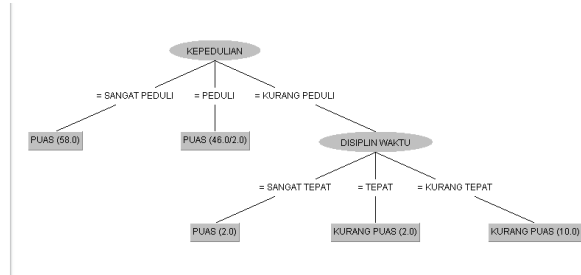 KEPEDULIAN
= SANGAT PEDULI
= PEDULI
= KURANG PEDULI
PUAS (58.0)
PUAS (46.0/2.0)
DISIPLIN WAKTU
= SANGAT TEPAT
= TEPAT
= KURANG TEPAT
PUAS (2.0)
KURANG PUAS (2.0)
KURANG PUAS (10.0)